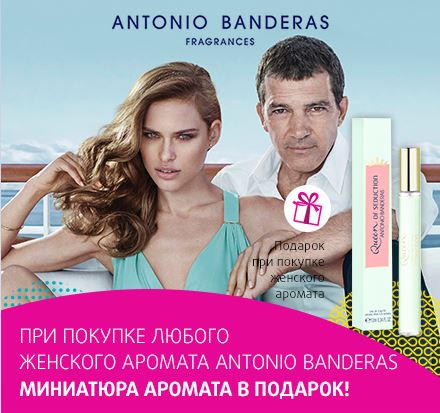 ANTONIO BANDERAS
FRAGRANCES
Подарок
при покупке
женского
аромата
Queen OF SEDUCTION
ANTONIO BANDERAS
ПРИ ПОКУПКЕ ЛЮБОГО
ЖЕНСКОГО АРОМАТА ANTONIO BANDERAS
МИНИАТЮРА АРОМАТА В ПОДАРОК!